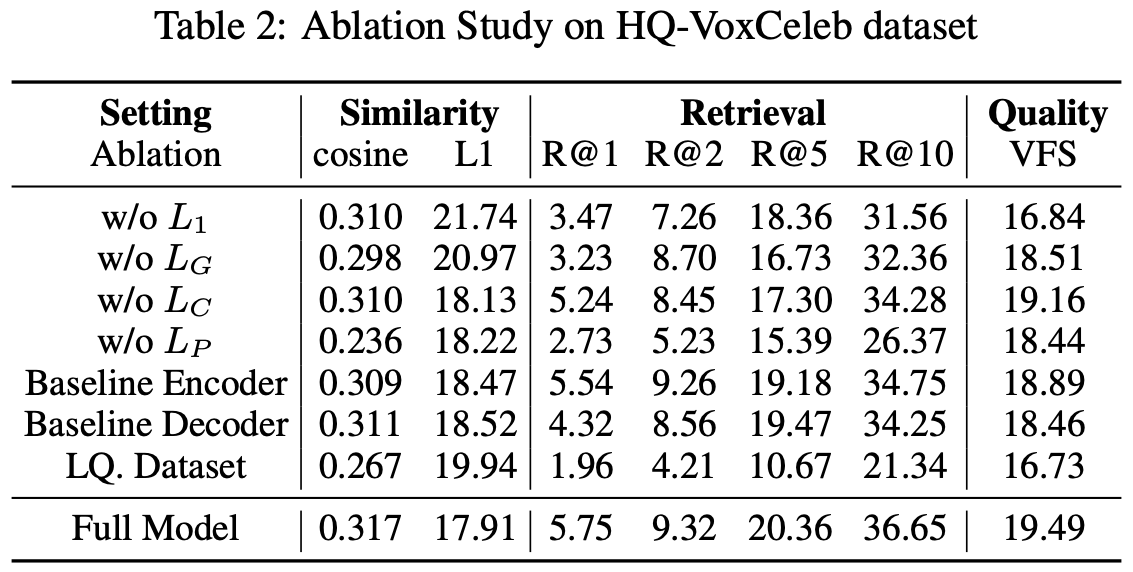 Table 2: Ablation Study on HQ-VoxCeleb dataset
Setting Similarity Retrieval Quality
Ablation cosine L1 R@1 R@2 R@5 R@10 VFS
w/o L₁ 0.310 21.74 3.47 7.26 18.36 31.56 16.84
w/o L_G 0.298 20.97 3.23 8.70 16.73 32.36 18.51
w/o L_C 0.310 18.13 5.24 8.45 17.30 34.28 19.16
w/o L_P 0.236 18.22 2.73 5.23 15.39 26.37 18.44
Baseline Encoder 0.309 18.47 5.54 9.26 19.18 34.75 18.89
Baseline Decoder 0.311 18.52 4.32 8.56 19.47 34.25 18.46
LQ. Dataset 0.267 19.94 1.96 4.21 10.67 21.34 16.73
Full Model 0.317 17.91 5.75 9.32 20.36 36.65 19.49